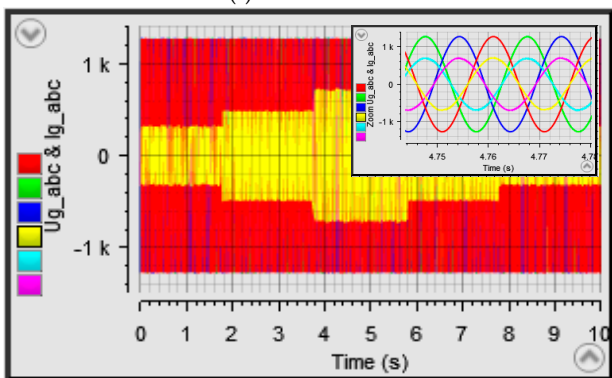 Ug_abc & Ig_abc
1 k
0
-1 k
0 1 2 3 4 5 6 7 8 9 10
Time (s)
Zoom Ug_abc & Ig_abc
1 k
0
-1 k
4.75 4.76 4.77 4.78
Time (s)